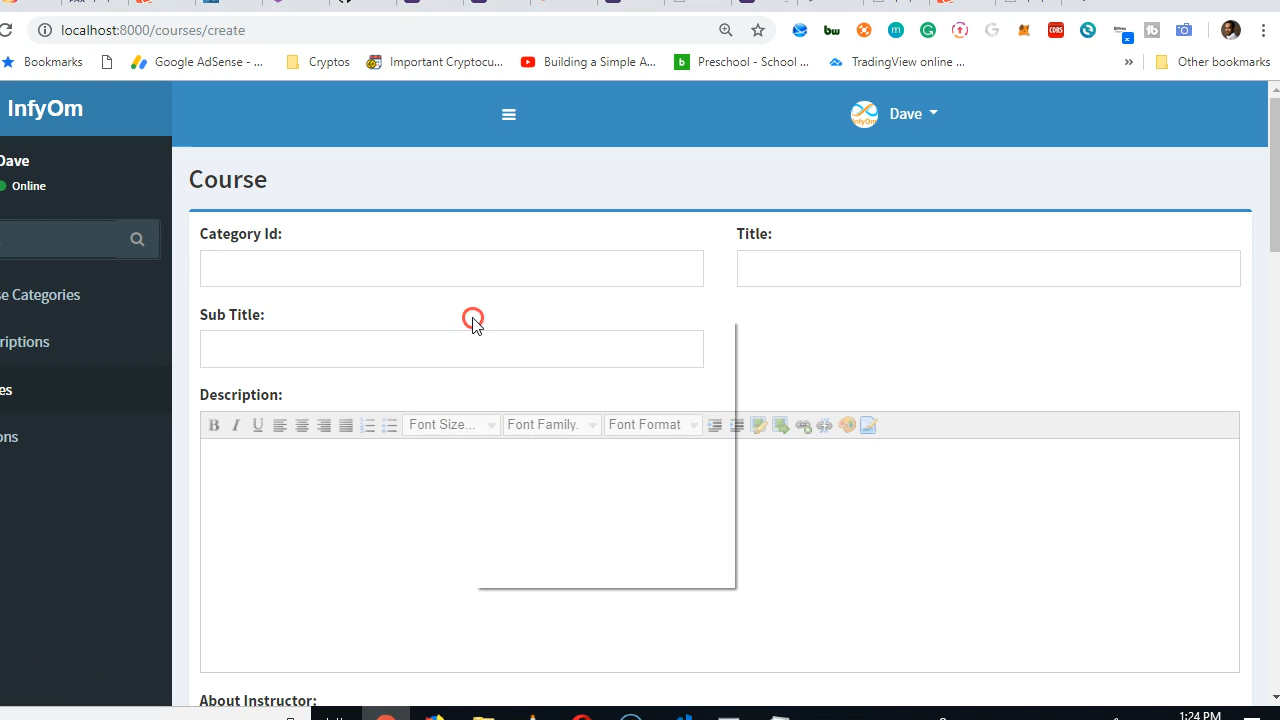 localhost:8000/courses/create
Bookmarks
Google AdSense - ...
Cryptos
Important Cryptocu...
Building a Simple A...
Preschool - School ...
TradingView online ...
»
Other bookmarks
InfyOm
Dave
Dave
Online
Course
Category Id:
Title:
e Categories
Sub Title:
riptions
es
Description:
Font Size...
Font Family.
Font Format
ons
About Instructor:
1:24 PM